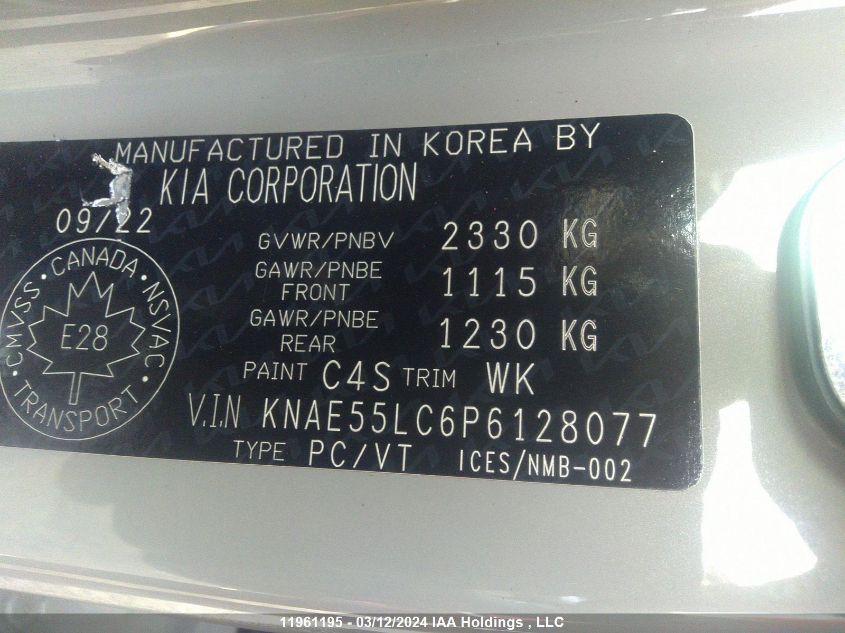 MANUFACTURED IN KOREA BY
KIA CORPORATION
09/22
GVWR/PNBV 2330 KG
GAWR/PNBE FRONT 1115 KG
GAWR/PNBE REAR 1230 KG
CMVSS • CANADA • NSVAC • TRANSPORT •
E28
PAINT C4S TRIM WK
V.I.N KNAE55LC6P6128077
TYPE PC/VT ICES/NMB-002
11961195 - 03/12/2024 IAA Holdings , LLC